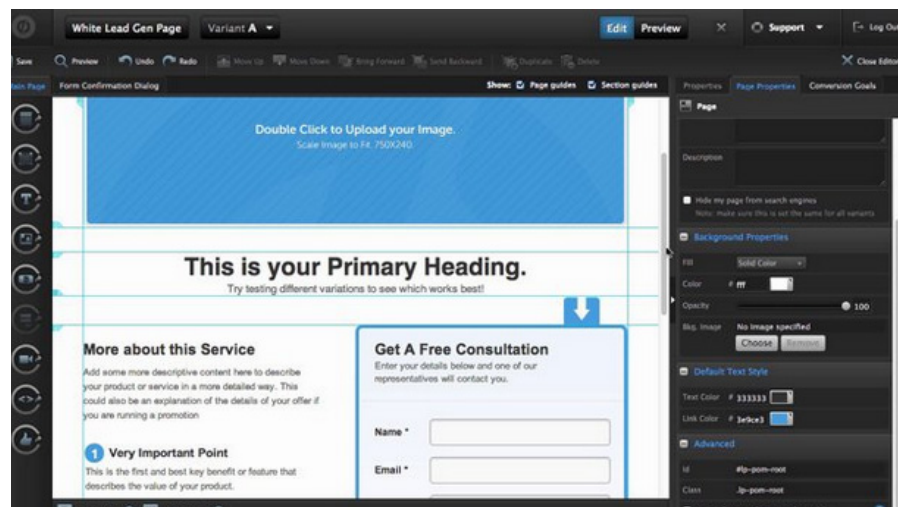 White Lead Gen Page Variant A Edit Preview Support Log Out
Save Preview Undo Redo Move Up Move Down Bring Forward Send Backward Duplicate Delete Close Editor
Main Page Form Confirmation Dialog Show: Page guides Section guides Properties Page Properties Conversion Goals
Page
Double Click to Upload your Image.
Scale Image to Fit. 750X240.
This is your Primary Heading.
Try testing different variations to see which works best!
More about this Service
Add some more descriptive content here to describe
your product or service in a more detailed way. This
could also be an explanation of the details of your offer if
you are running a promotion
1 Very Important Point
This is the first and best key benefit or feature that
describes the value of your product.
Get A Free Consultation
Enter your details below and one of our
representatives will contact you.
Name *
Email *
Description
Hide my page from search engines
Note: make sure this is set the same for all variants
Background Properties
Fill Solid Color
Color # fff
Opacity 100
Bkg. Image No image specified
Choose Remove
Default Text Style
Text Color # 333333
Link Color # 3e9ce3
Advanced
Id #lp-pom-root
Class .lp-pom-root